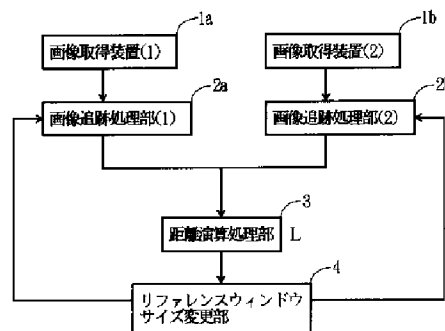 1a
1b
画像取得装置(1)
画像取得装置(2)
2a
2
画像追跡処理部(1)
画像追跡処理部(2)
3
距離演算処理部
L
4
リファレンスウィンドウ
サイズ変更部